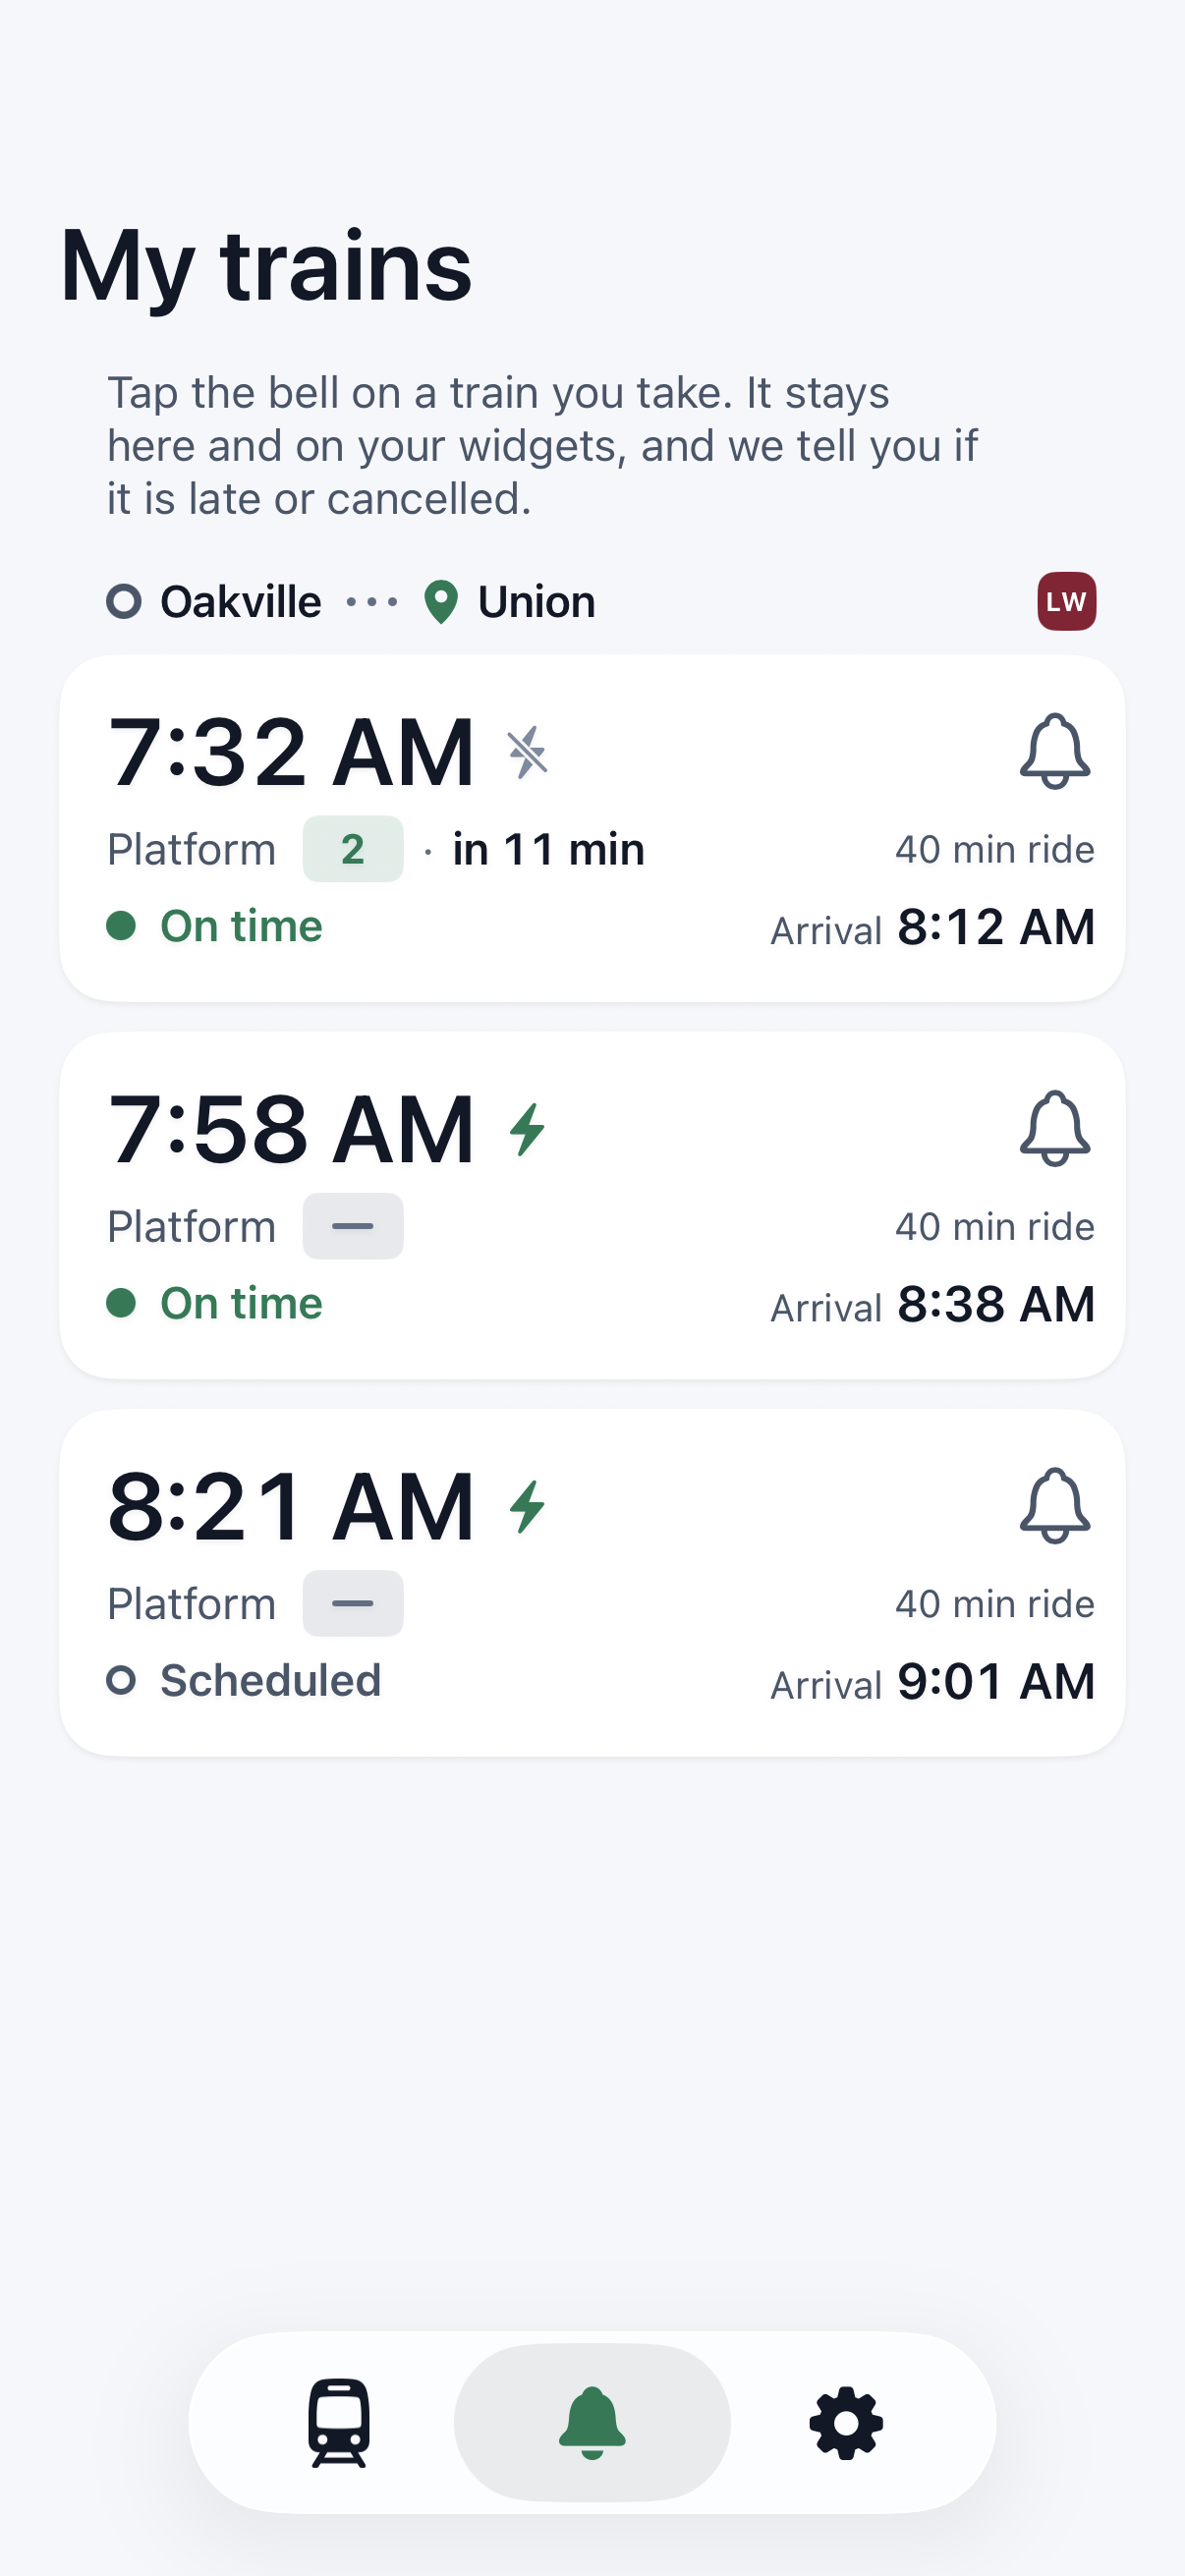 My trains
Tap the bell on a train you take. It stays
here and on your widgets, and we tell you if
it is late or cancelled.
Oakville ••• Union LW
7:32 AM
Platform 2 · in 11 min 40 min ride
On time Arrival 8:12 AM
7:58 AM
Platform — 40 min ride
On time Arrival 8:38 AM
8:21 AM
Platform — 40 min ride
Scheduled Arrival 9:01 AM